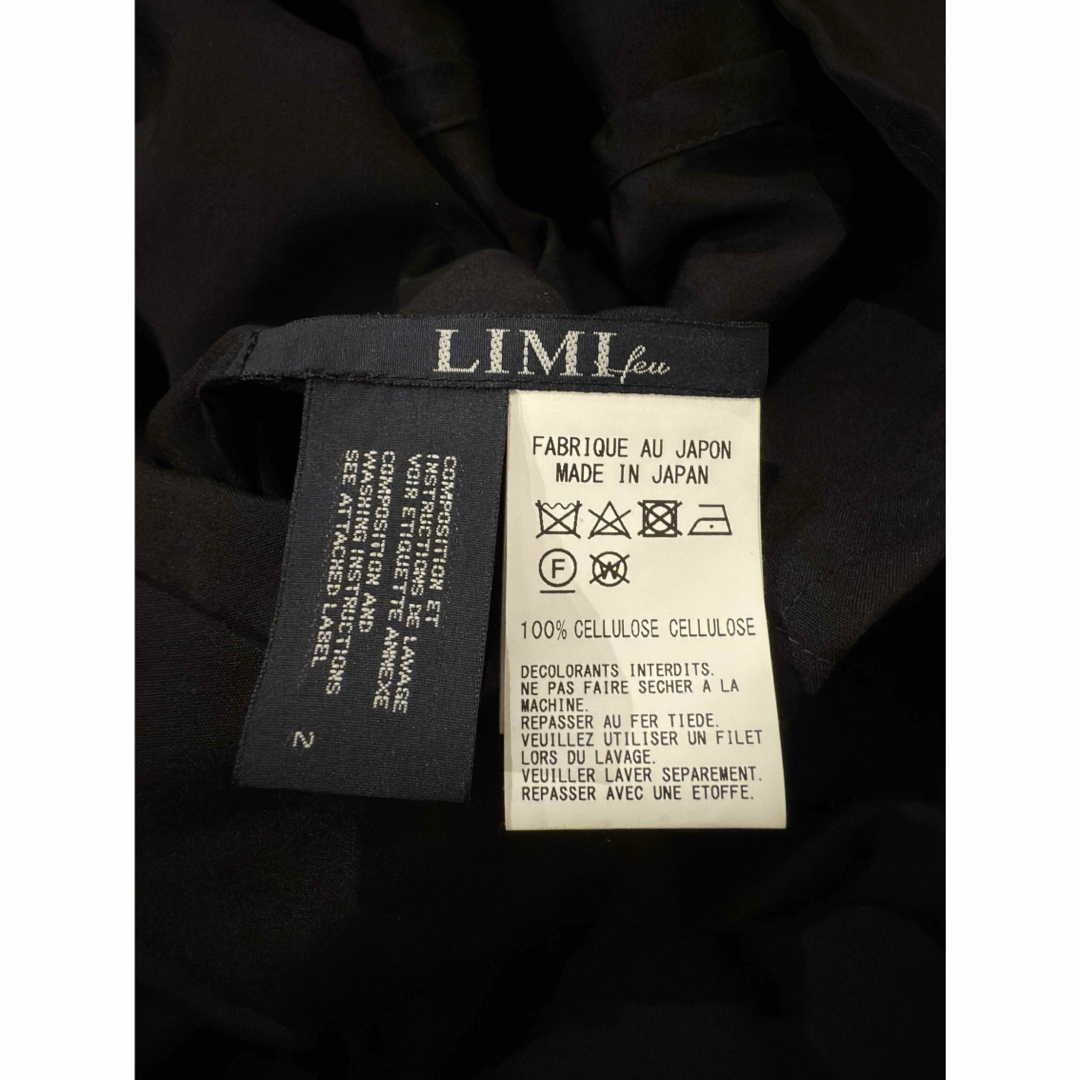 LIMI feu
COMPOSITION ET
INSTRUCTIONS DE LAVAGE
VOIR ETIQUETTE ANNEXE
COMPOSITION AND
WASHING INSTRUCTIONS
SEE ATTACHED LABEL
2
FABRIQUE AU JAPON
MADE IN JAPAN
F W
100% CELLULOSE CELLULOSE
DECOLORANTS INTERDITS.
NE PAS FAIRE SECHER A LA
MACHINE.
REPASSER AU FER TIEDE.
VEUILLEZ UTILISER UN FILET
LORS DU LAVAGE.
VEUILLER LAVER SEPAREMENT.
REPASSER AVEC UNE ETOFFE.